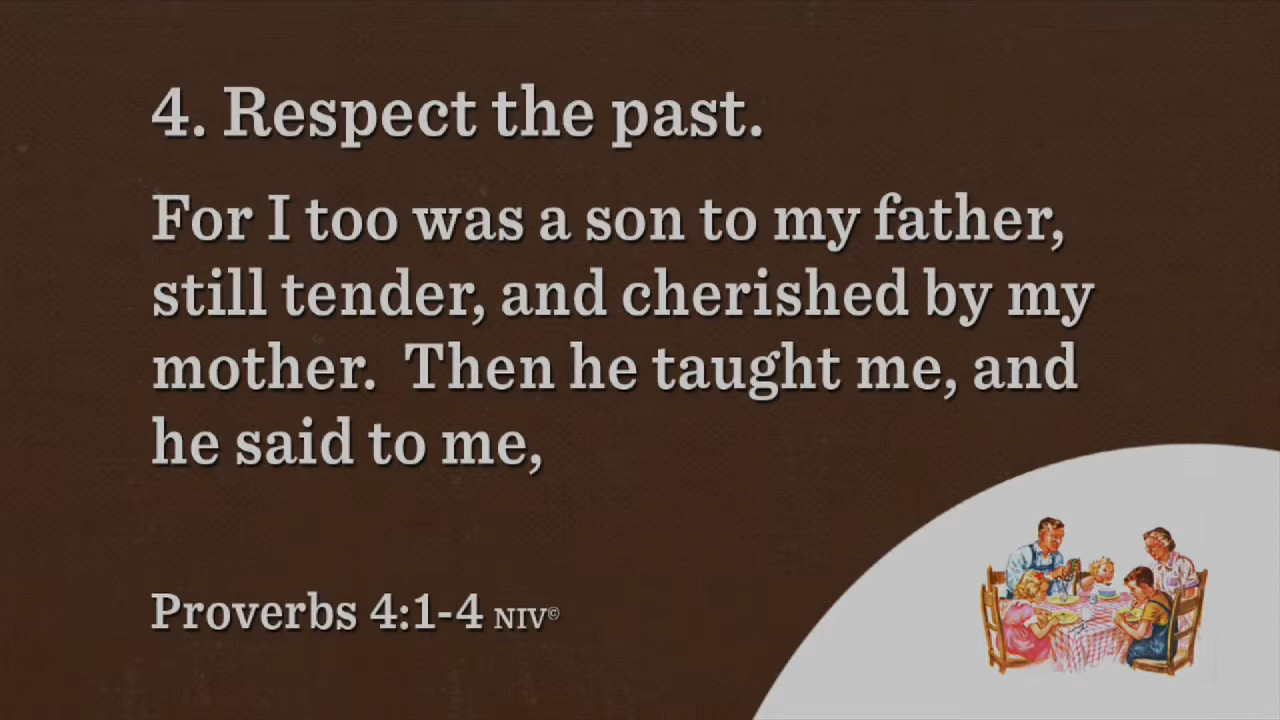 4. Respect the past.
For I too was a son to my father,
still tender, and cherished by my
mother.  Then he taught me, and
he said to me,
Proverbs 4:1-4 NIV©